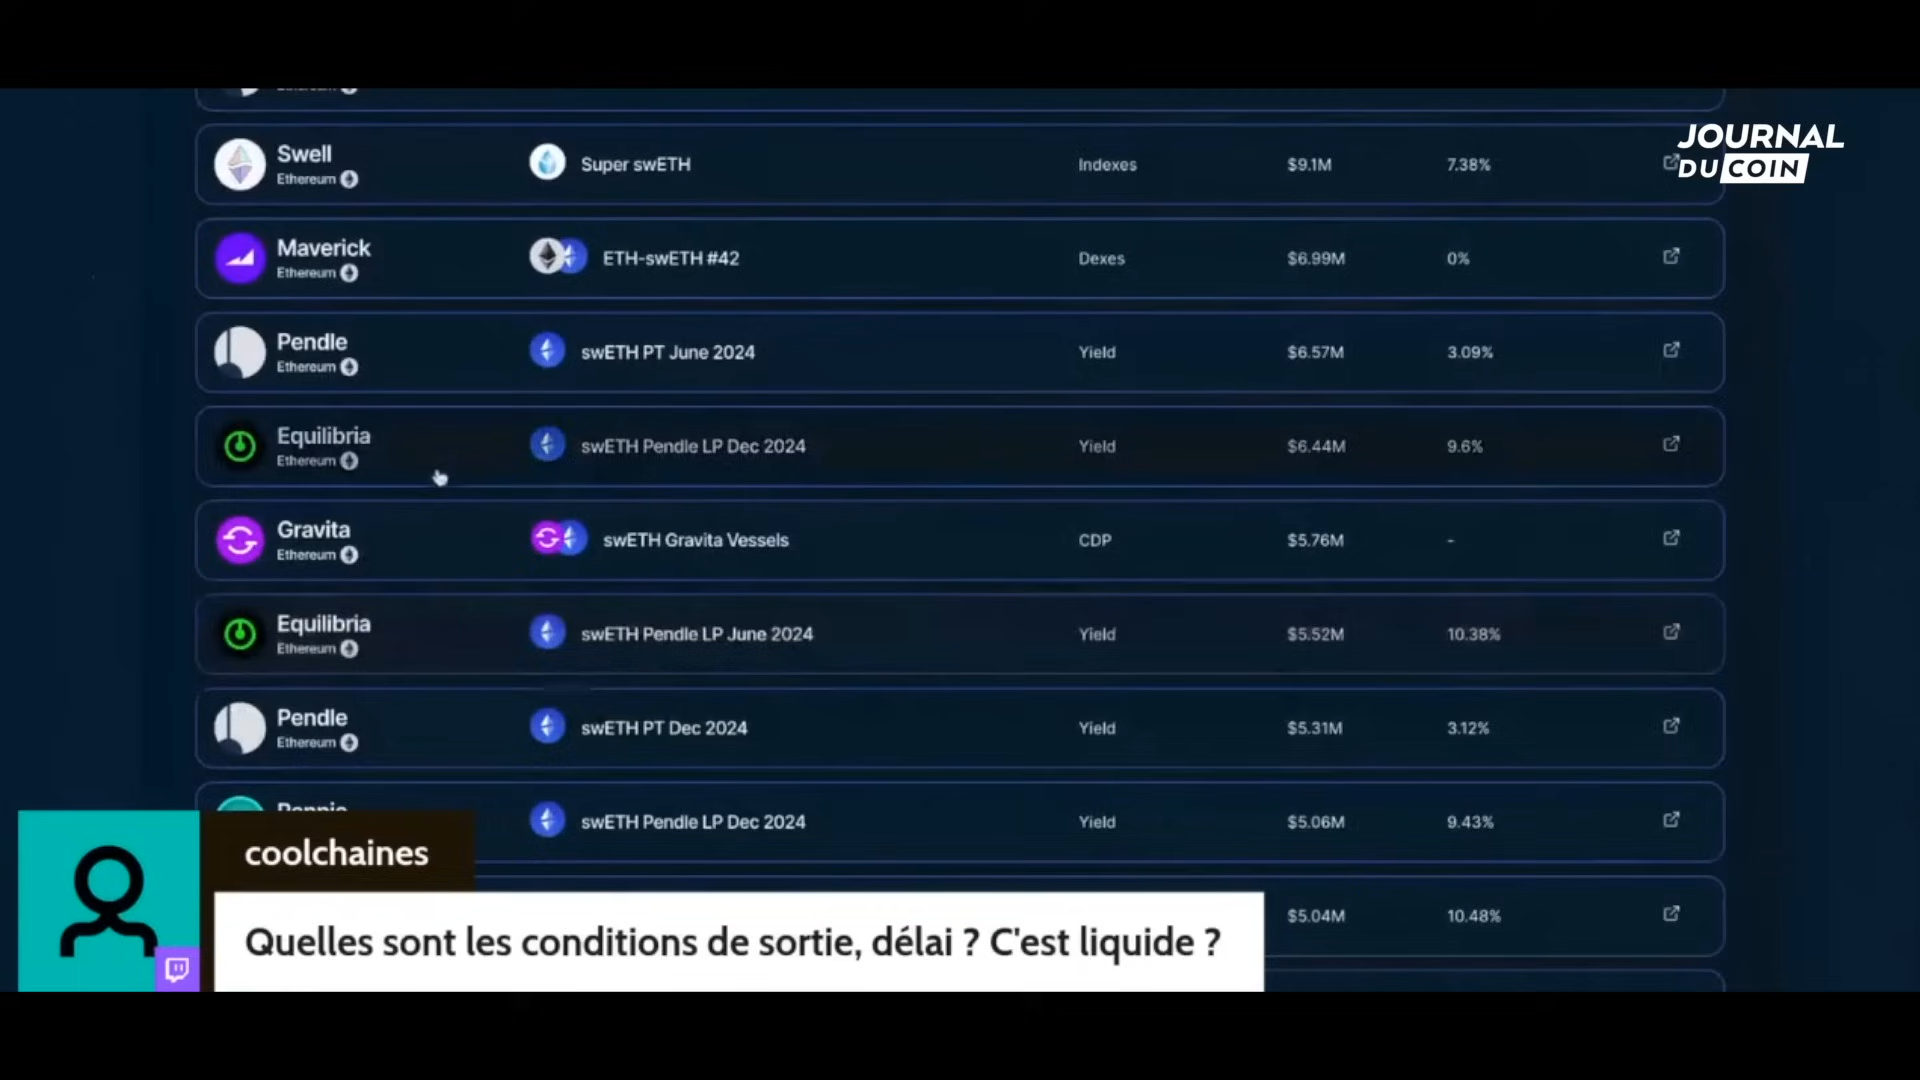 JOURNAL
DU COIN
Swell
Ethereum
Super swETH
Indexes
$9.1M
7.38%
Maverick
Ethereum
ETH-swETH #42
Dexes
$6.99M
0%
Pendle
Ethereum
swETH PT June 2024
Yield
$6.57M
3.09%
Equilibria
Ethereum
swETH Pendle LP Dec 2024
Yield
$6.44M
9.6%
Gravita
Ethereum
swETH Gravita Vessels
CDP
$5.76M
-
Equilibria
Ethereum
swETH Pendle LP June 2024
Yield
$5.52M
10.38%
Pendle
Ethereum
swETH PT Dec 2024
Yield
$5.31M
3.12%
swETH Pendle LP Dec 2024
Yield
$5.06M
9.43%
$5.04M
10.48%
coolchaines
Quelles sont les conditions de sortie, délai ? C'est liquide ?